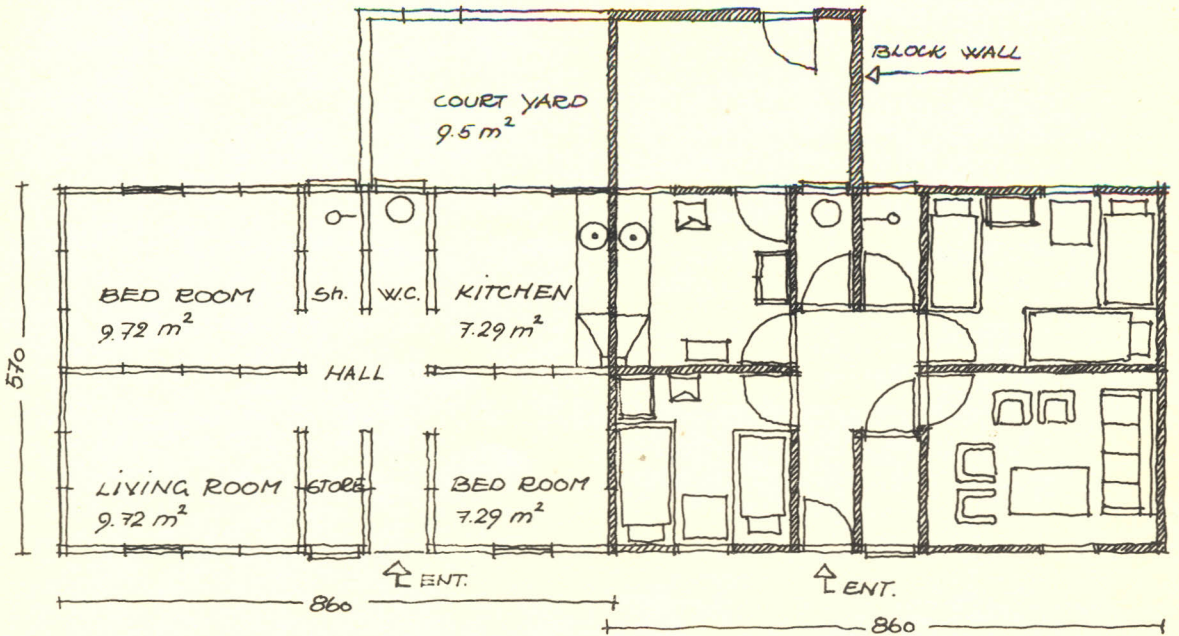 BLOCK WALL
COURT YARD
9.5 m²
BED ROOM
9.72 m²
Sh.
W.C.
KITCHEN
7.29 m²
570
HALL
LIVING ROOM
9.72 m²
STORE
BED ROOM
7.29 m²
ENT.
ENT.
860
860